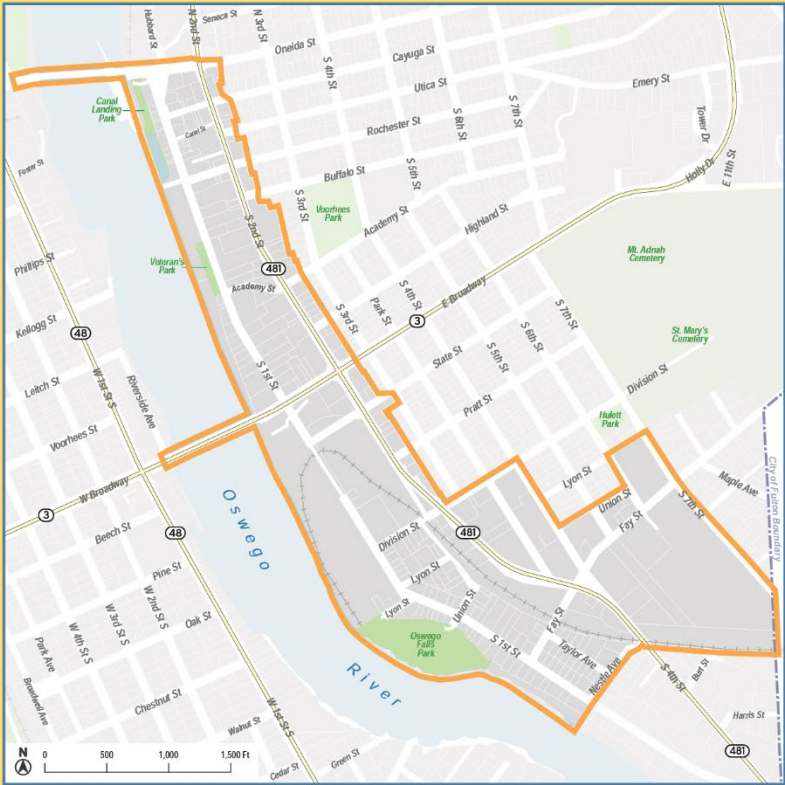 Hubbard St
N 2nd St
Seneca St
N 3rd St
Oneida St
S 4th St
Cayuga St
Utica St
Emery St
S 6th St
S 7th St
Tower Dr
Canal
Landing
Park
Canal St
Rochester St
S 5th St
Holly Dr
E 11th St
Foster St
Buffalo St
S 3rd St
Voorhees
Park
Academy St
Highland St
S 2nd St
Mt. Adnah
Cemetery
Phillips St
Veteran's
Park
481
Academy St
S 4th St
Park St
E Broadway
S 3rd St
3
S 7th St
S 6th St
St. Mary's
Cemetery
Kellogg St
48
State St
S 5th St
Leitch St
W 1st St S
Riverside Ave
S 1st St
Pratt St
Division St
Hulett
Park
Voorhees St
Lyon St
Maple Ave
City of Fulton Boundary
W Broadway
Union St
S 7th St
3
Oswego
Fay St
Beech St
48
Division St
481
Pine St
Lyon St
W 2nd St S
W 3rd St S
W 4th St S
Oak St
Lyon St
Union St
Fay St
Park Ave
Oswego
Falls
Park
S 1st St
Taylor Ave
Nestle Ave
S 4th St
Burt St
Broadwell Ave
Chestnut St
River
W 1st St S
Harris St
Walnut St
481
N
0 500 1,000 1,500 Ft
Cedar St
Green St